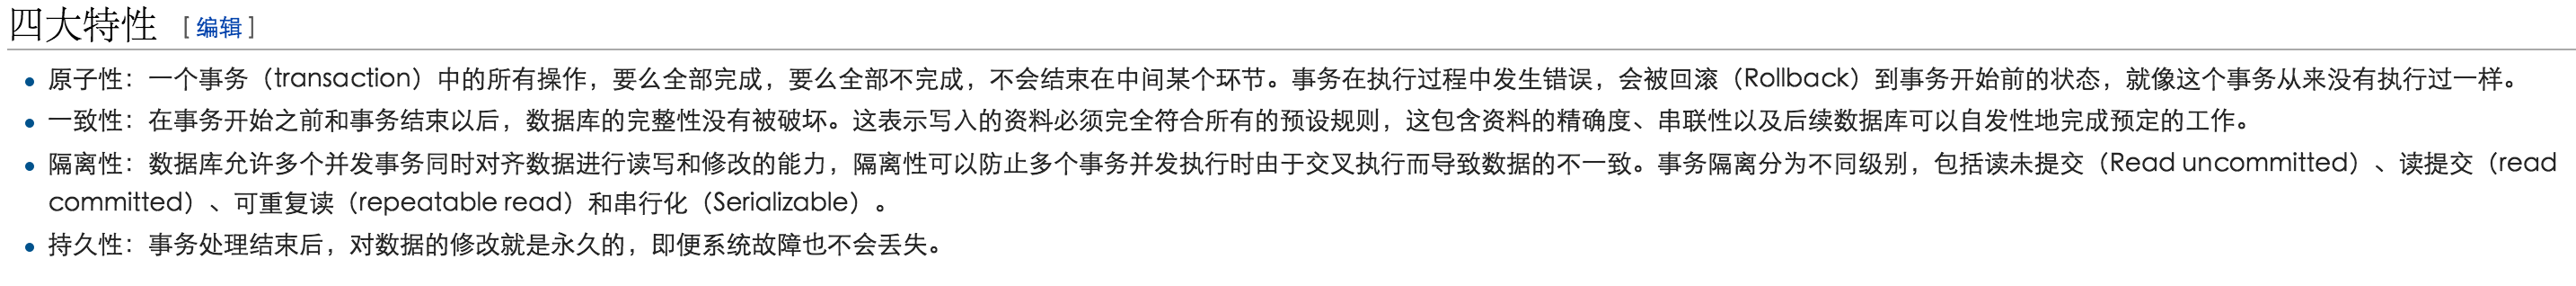 四大特性 [编辑]
• 原子性：一个事务（transaction）中的所有操作，要么全部完成，要么全部不完成，不会结束在中间某个环节。事务在执行过程中发生错误，会被回滚（Rollback）到事务开始前的状态，就像这个事务从来没有执行过一样。
• 一致性：在事务开始之前和事务结束以后，数据库的完整性没有被破坏。这表示写入的资料必须完全符合所有的预设规则，这包含资料的精确度、串联性以及后续数据库可以自发性地完成预定的工作。
• 隔离性：数据库允许多个并发事务同时对齐数据进行读写和修改的能力，隔离性可以防止多个事务并发执行时由于交叉执行而导致数据的不一致。事务隔离分为不同级别，包括读未提交（Read uncommitted）、读提交（read
committed）、可重复读（repeatable read）和串行化（Serializable）。
• 持久性：事务处理结束后，对数据的修改就是永久的，即便系统故障也不会丢失。